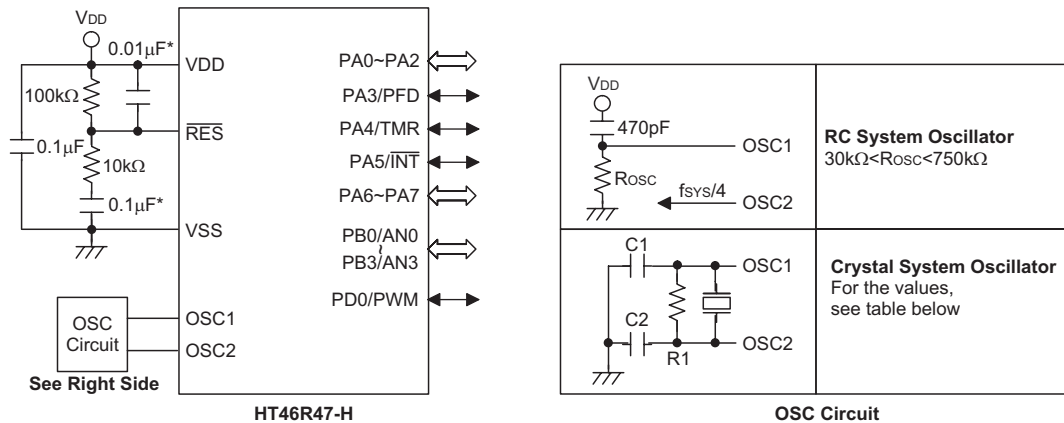 VDD
0.01μF*
100kΩ
0.1μF
10kΩ
0.1μF*
VDD
RES
VSS
OSC1
OSC2
OSC
Circuit
See Right Side
PA0~PA2
PA3/PFD
PA4/TMR
PA5/INT
PA6~PA7
PB0/AN0
~
PB3/AN3
PD0/PWM
HT46R47-H
VDD
470pF
OSC1
ROSC
fSYS/4
OSC2
RC System Oscillator
30kΩ<ROSC<750kΩ
C1
OSC1
C2
R1
OSC2
Crystal System Oscillator
For the values,
see table below
OSC Circuit